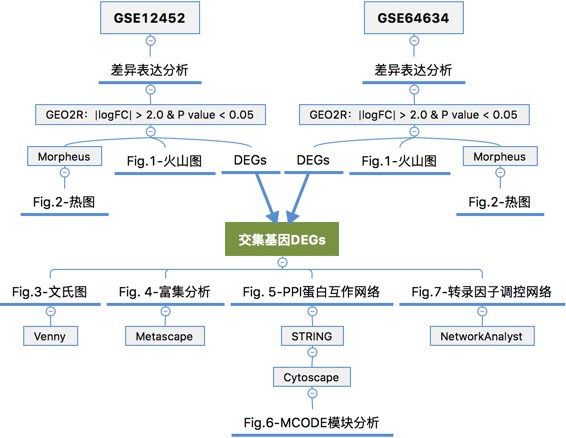 GSE12452
GSE64634
差异表达分析
差异表达分析
GEO2R：|logFC| > 2.0 & P value < 0.05
GEO2R：|logFC| > 2.0 & P value < 0.05
Morpheus
Fig.1-火山图
DEGs
DEGs
Fig.1-火山图
Morpheus
Fig.2-热图
Fig.2-热图
交集基因DEGs
Fig.3-文氏图
Fig. 4-富集分析
Fig. 5-PPI蛋白互作网络
Fig.7-转录因子调控网络
Venny
Metascape
STRING
NetworkAnalyst
Cytoscape
Fig.6-MCODE模块分析